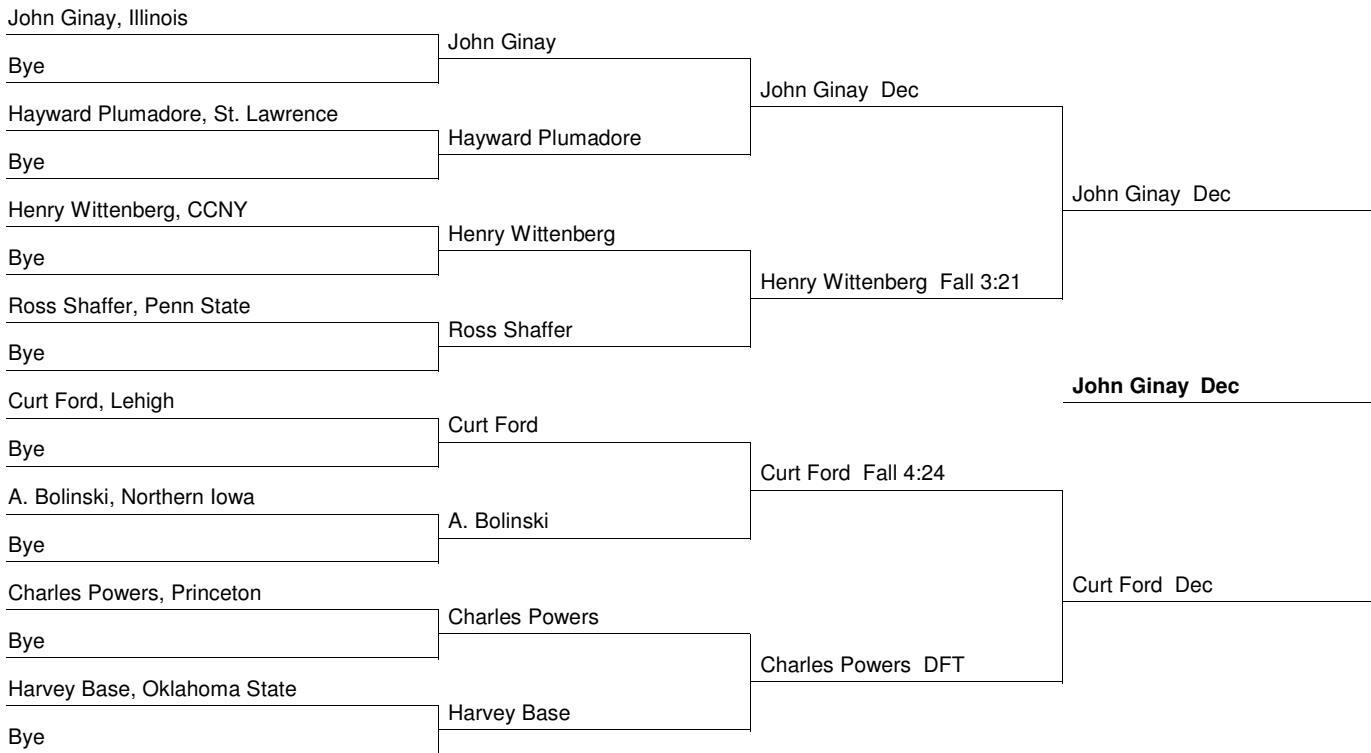 John Ginay, Illinois
Bye
Hayward Plumadore, St. Lawrence
Bye
Henry Wittenberg, CCNY
Bye
Ross Shaffer, Penn State
Bye
Curt Ford, Lehigh
Bye
A. Bolinski, Northern Iowa
Bye
Charles Powers, Princeton
Bye
Harvey Base, Oklahoma State
Bye
John Ginay
Hayward Plumadore
Henry Wittenberg
Ross Shaffer
Curt Ford
A. Bolinski
Charles Powers
Harvey Base
John Ginay  Dec
Henry Wittenberg  Fall 3:21
Curt Ford  Fall 4:24
Charles Powers  DFT
John Ginay  Dec
John Ginay  Dec
Curt Ford  Dec